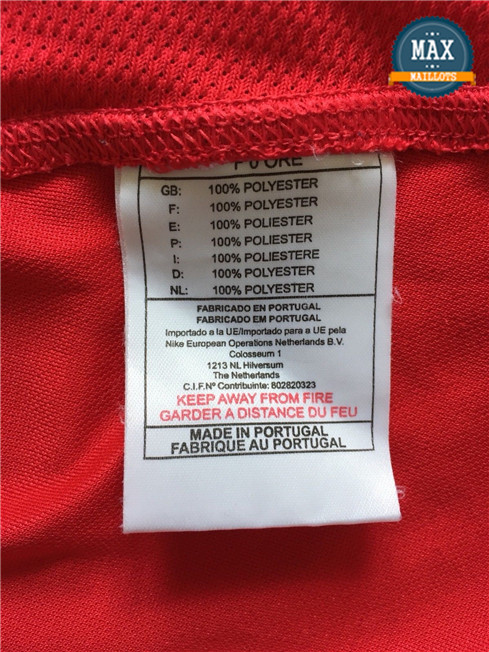 MAX
MAILLOTS
GB: 100% POLYESTER
F: 100% POLYESTER
E: 100% POLIESTER
P: 100% POLIESTER
I: 100% POLIESTERE
D: 100% POLYESTER
NL: 100% POLYESTER
FABRICADO EN PORTUGAL
FABRICADO EM PORTUGAL
Importado a la UE/Importado para a UE pela
Nike European Operations Netherlands B.V.
Colosseum 1
1213 NL Hilversum
The Netherlands
C.I.F.Nº Contribuinte: 802820323
KEEP AWAY FROM FIRE
GARDER A DISTANCE DU FEU
MADE IN PORTUGAL
FABRIQUE AU PORTUGAL